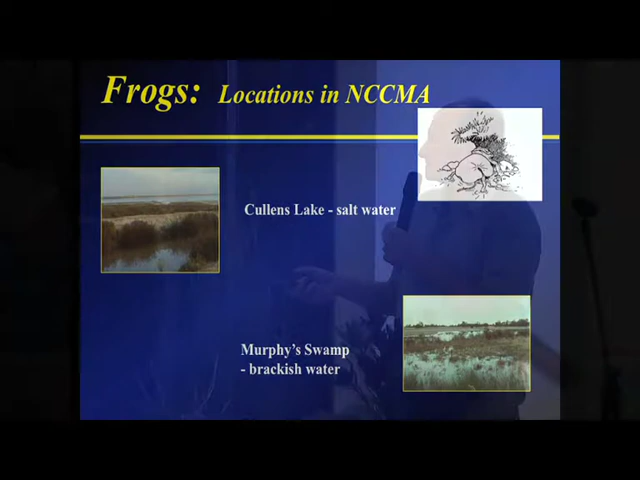 Frogs: Locations in NCCMA
Cullens Lake - salt water
Murphy's Swamp
- brackish water